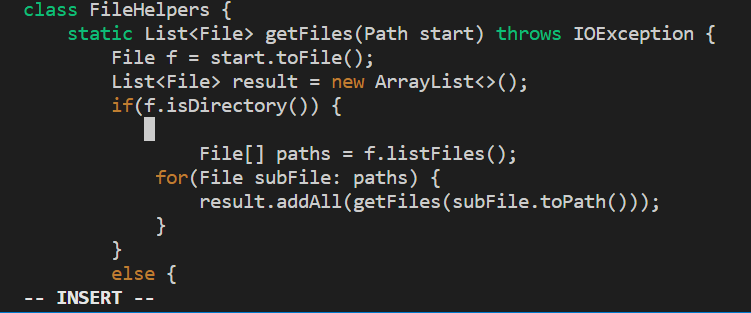 class FileHelpers {
    static List<File> getFiles(Path start) throws IOException {
        File f = start.toFile();
        List<File> result = new ArrayList<>();
        if(f.isDirectory()) {
                File[] paths = f.listFiles();
            for(File subFile: paths) {
                result.addAll(getFiles(subFile.toPath()));
            }
        }
        else {
-- INSERT --